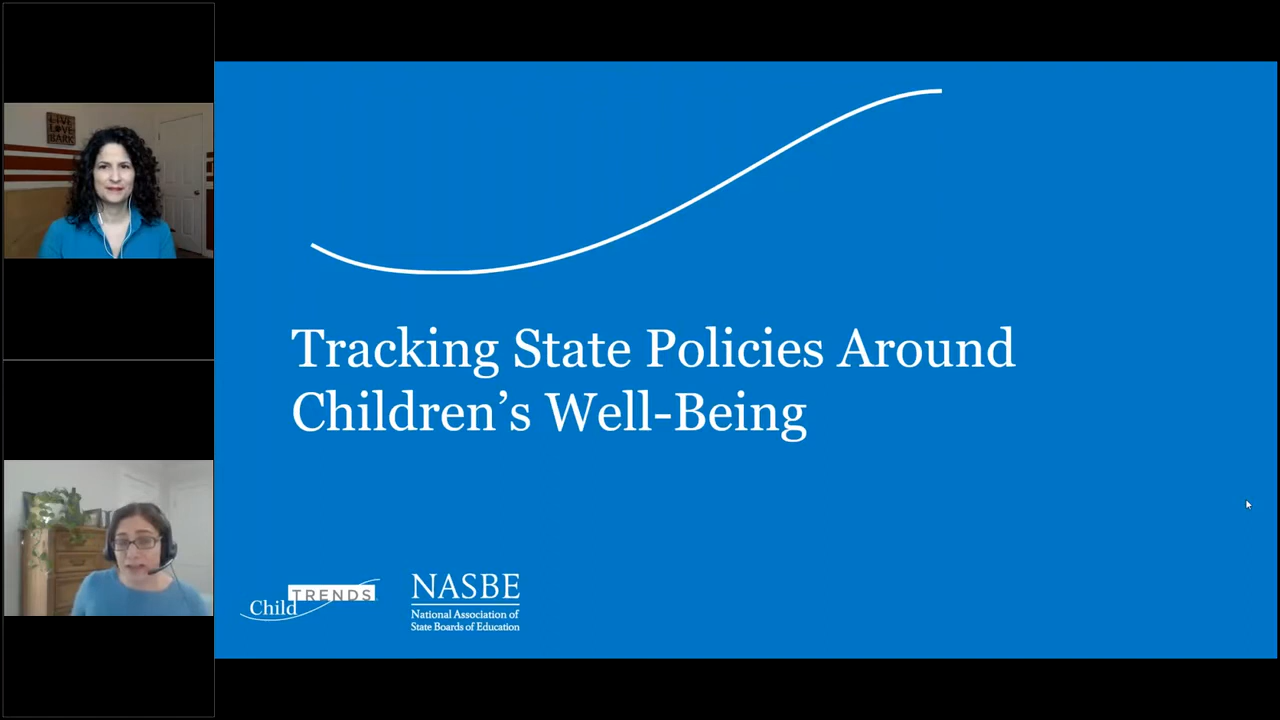 LIVE
LOVE
BARK
Tracking State Policies Around
Children’s Well-Being
Child TRENDS
NASBE
National Association of
State Boards of Education